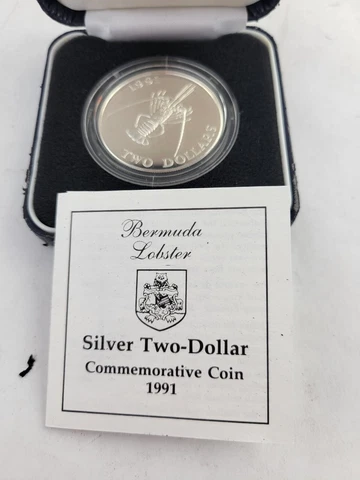 1991
TWO DOLLARS
Bermuda
Lobster
Silver Two-Dollar
Commemorative Coin
1991